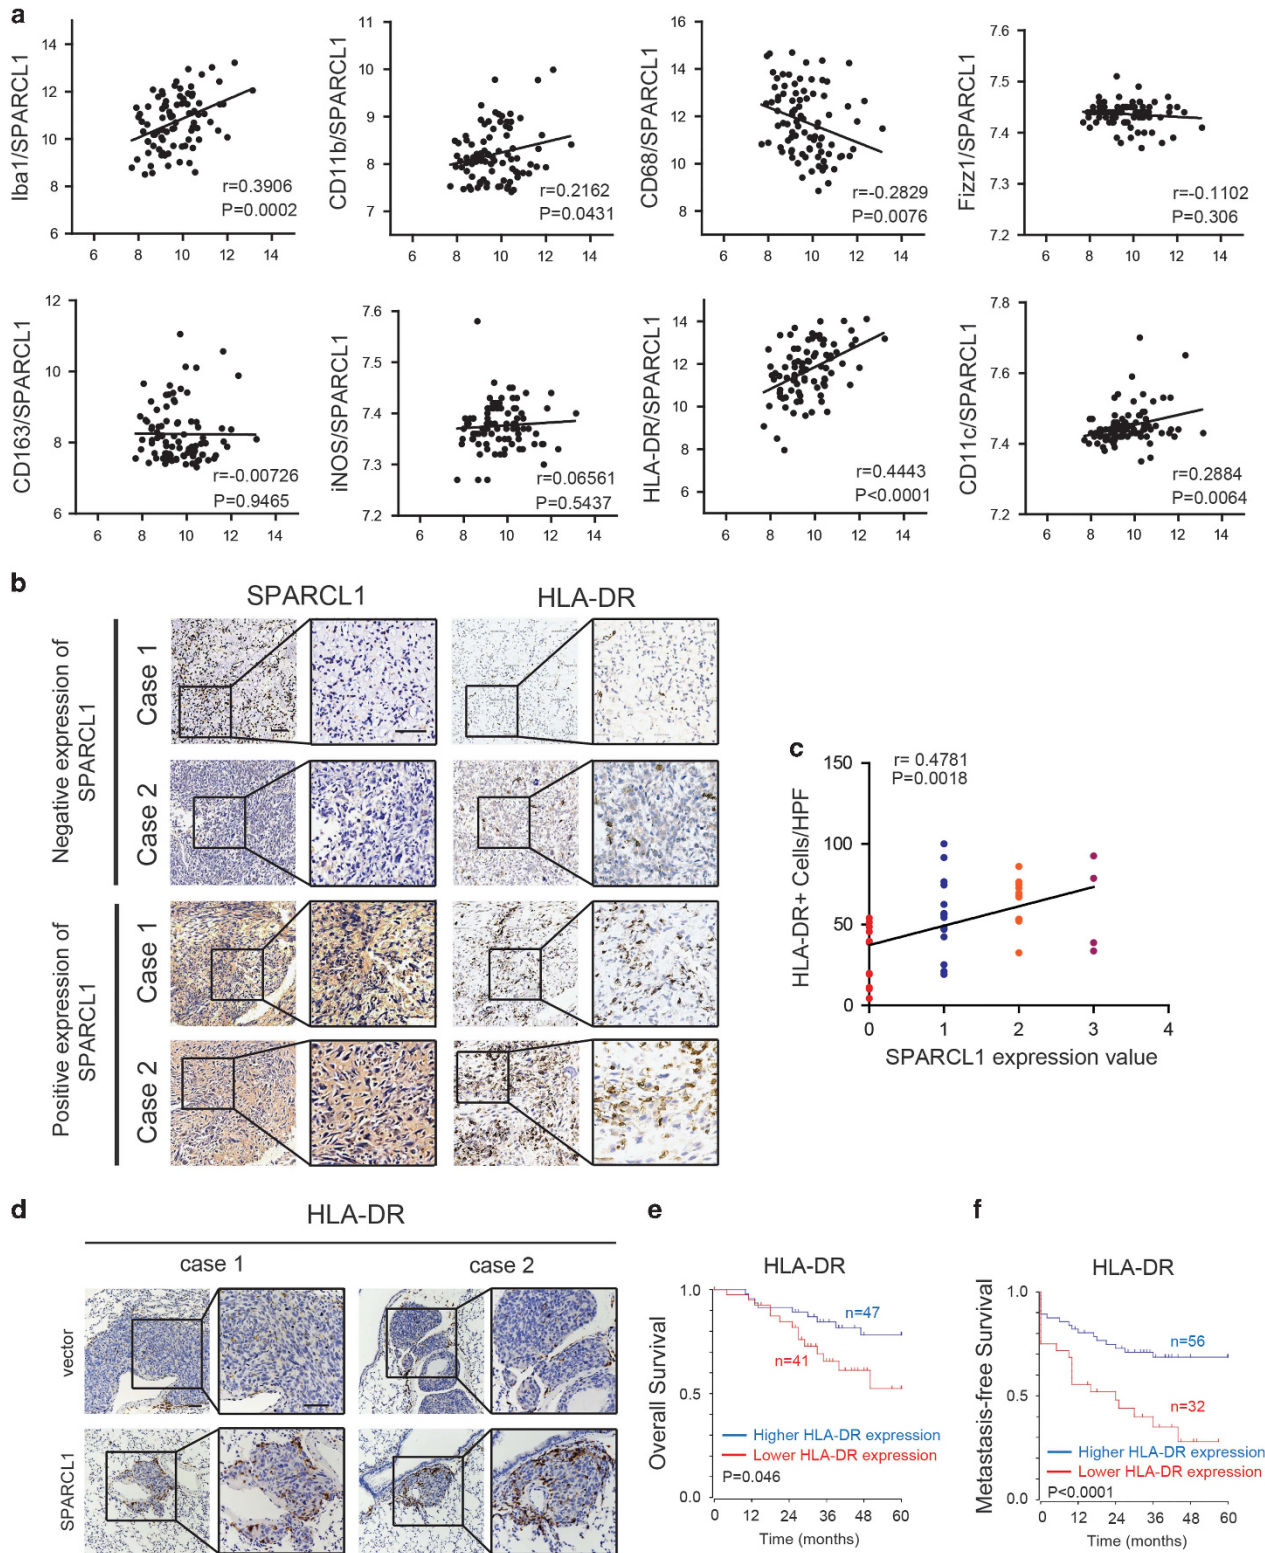 a
Iba1/SPARCL1
14
12
10
8
6
6 8 10 12 14
r=0.3906
P=0.0002
CD11b/SPARCL1
11
10
9
8
7
6 8 10 12 14
r=0.2162
P=0.0431
CD68/SPARCL1
16
14
12
10
8
6 8 10 12 14
r=-0.2829
P=0.0076
Fizz1/SPARCL1
7.6
7.5
7.4
7.3
7.2
6 8 10 12 14
r=-0.1102
P=0.306
CD163/SPARCL1
12
10
8
6
6 8 10 12 14
r=-0.00726
P=0.9465
iNOS/SPARCL1
7.6
7.5
7.4
7.3
7.2
6 8 10 12 14
r=0.06561
P=0.5437
HLA-DR/SPARCL1
14
12
10
8
6
6 8 10 12 14
r=0.4443
P<0.0001
CD11c/SPARCL1
7.8
7.6
7.4
7.2
6 8 10 12 14
r=0.2884
P=0.0064
b
SPARCL1
HLA-DR
Negative expression of
SPARCL1
Case 1
Case 2
Positive expression of
SPARCL1
Case 1
Case 2
c
r= 0.4781
P=0.0018
HLA-DR+ Cells/HPF
150
100
50
0
0 1 2 3 4
SPARCL1 expression value
d
HLA-DR
case 1
case 2
vector
SPARCL1
e
HLA-DR
Overall Survival
1.0
0.5
0.0
n=47
n=41
Higher HLA-DR expression
Lower HLA-DR expression
P=0.046
0 12 24 36 48 60
Time (months)
f
HLA-DR
Metastasis-free Survival
1.0
0.5
0.0
n=56
n=32
Higher HLA-DR expression
Lower HLA-DR expression
P<0.0001
0 12 24 36 48 60
Time (months)